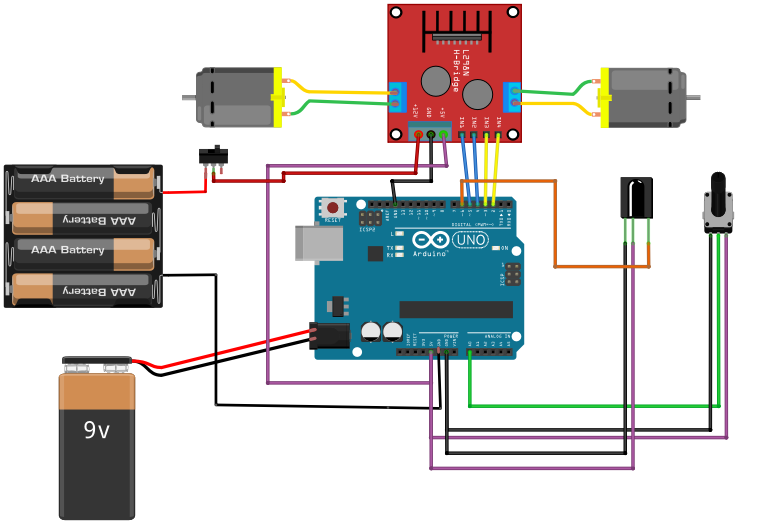 L298N
H-Bridge
+12V
GND
+5V
IN1
IN2
IN3
IN4
AAA Battery
AAA Battery
AAA Battery
AAA Battery
RESET
ICSP2
DIGITAL (PWM~)
L
TX
RX
UNO
ON
Arduino
ICSP
POWER
ANALOG IN
9v